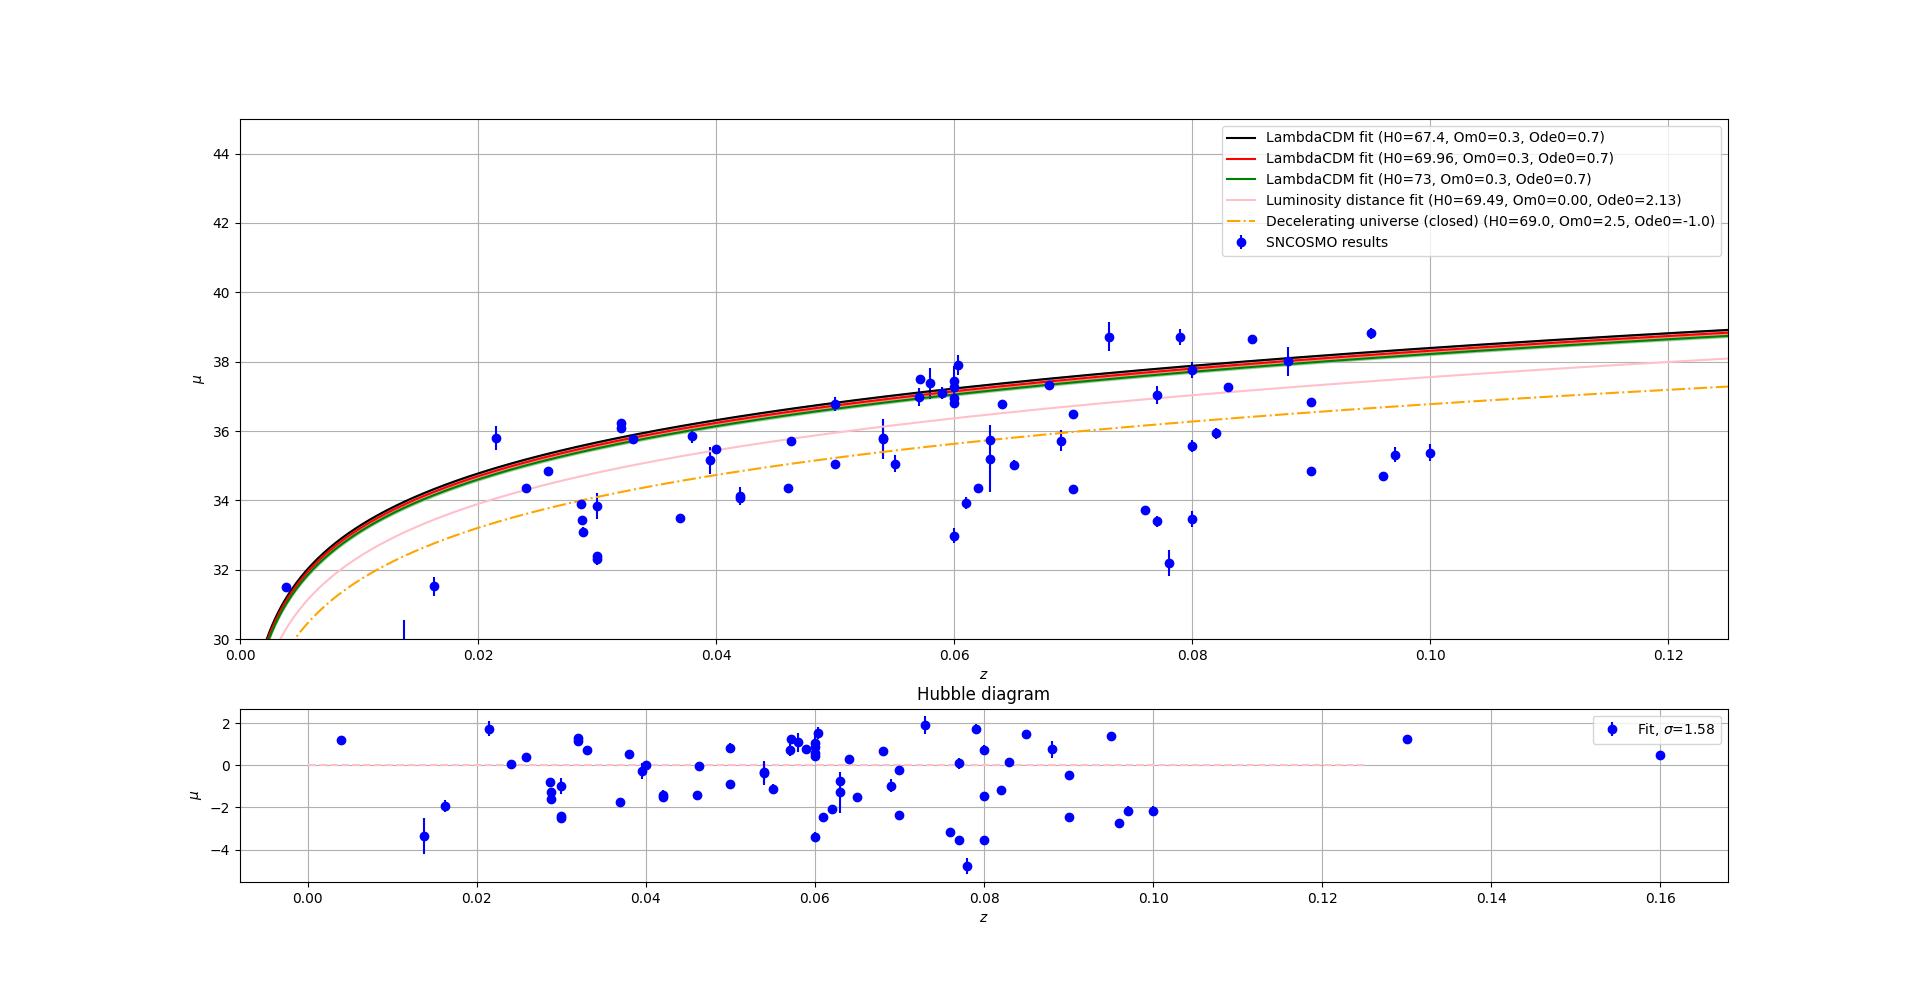 44
42
40
38
36
34
32
30
μ
LambdaCDM fit (H0=67.4, Om0=0.3, Ode0=0.7)
LambdaCDM fit (H0=69.96, Om0=0.3, Ode0=0.7)
LambdaCDM fit (H0=73, Om0=0.3, Ode0=0.7)
Luminosity distance fit (H0=69.49, Om0=0.00, Ode0=2.13)
Decelerating universe (closed) (H0=69.0, Om0=2.5, Ode0=-1.0)
SNCOSMO results
0.00 0.02 0.04 0.06 0.08 0.10 0.12
z
Hubble diagram
2
0
−2
−4
μ
Fit, σ=1.58
0.00 0.02 0.04 0.06 0.08 0.10 0.12 0.14 0.16
z